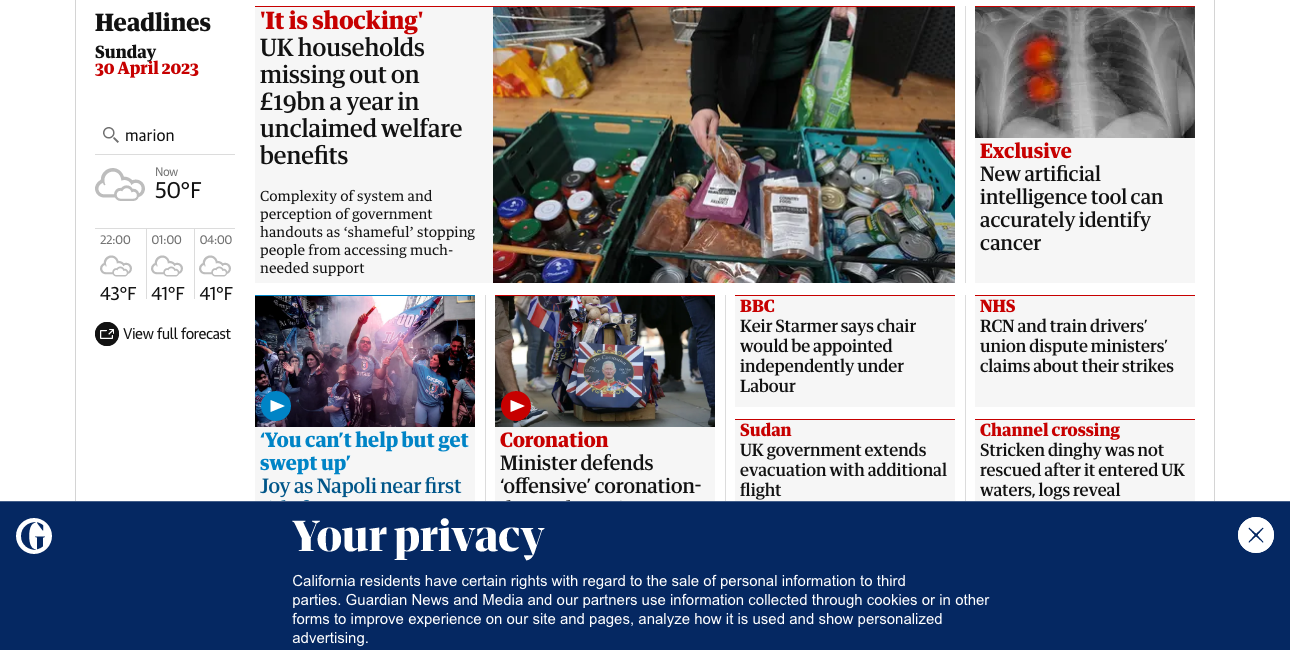 Headlines
Sunday
30 April 2023
marion
Now
50°F
22:00
01:00
04:00
43°F
41°F
41°F
View full forecast
'It is shocking'
UK households
missing out on
£19bn a year in
unclaimed welfare
benefits
Complexity of system and
perception of government
handouts as ‘shameful’ stopping
people from accessing much-
needed support
Exclusive
New artificial
intelligence tool can
accurately identify
cancer
‘You can’t help but get
swept up’
Joy as Napoli near first
Coronation
Minister defends
‘offensive’ coronation-
BBC
Keir Starmer says chair
would be appointed
independently under
Labour
NHS
RCN and train drivers’
union dispute ministers’
claims about their strikes
Sudan
UK government extends
evacuation with additional
flight
Channel crossing
Stricken dinghy was not
rescued after it entered UK
waters, logs reveal
Your privacy
California residents have certain rights with regard to the sale of personal information to third
parties. Guardian News and Media and our partners use information collected through cookies or in other
forms to improve experience on our site and pages, analyze how it is used and show personalized
advertising.